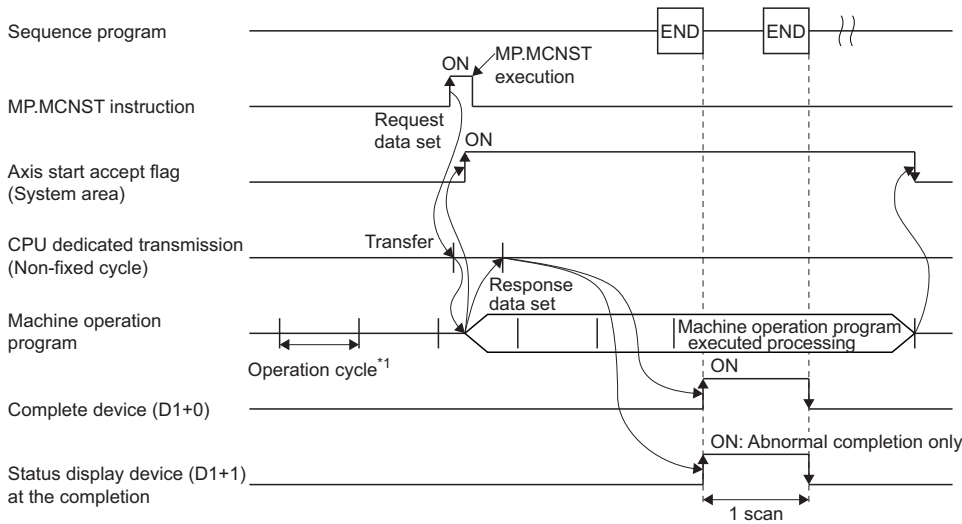 Sequence program
END
END
ON
MP.MCNST
execution
MP.MCNST instruction
Request
data set
ON
Axis start accept flag
(System area)
CPU dedicated transmission
(Non-fixed cycle)
Transfer
Response
data set
Machine operation
program
Machine operation program
executed processing
Operation cycle*1
ON
Complete device (D1+0)
ON: Abnormal completion only
Status display device (D1+1)
at the completion
1 scan